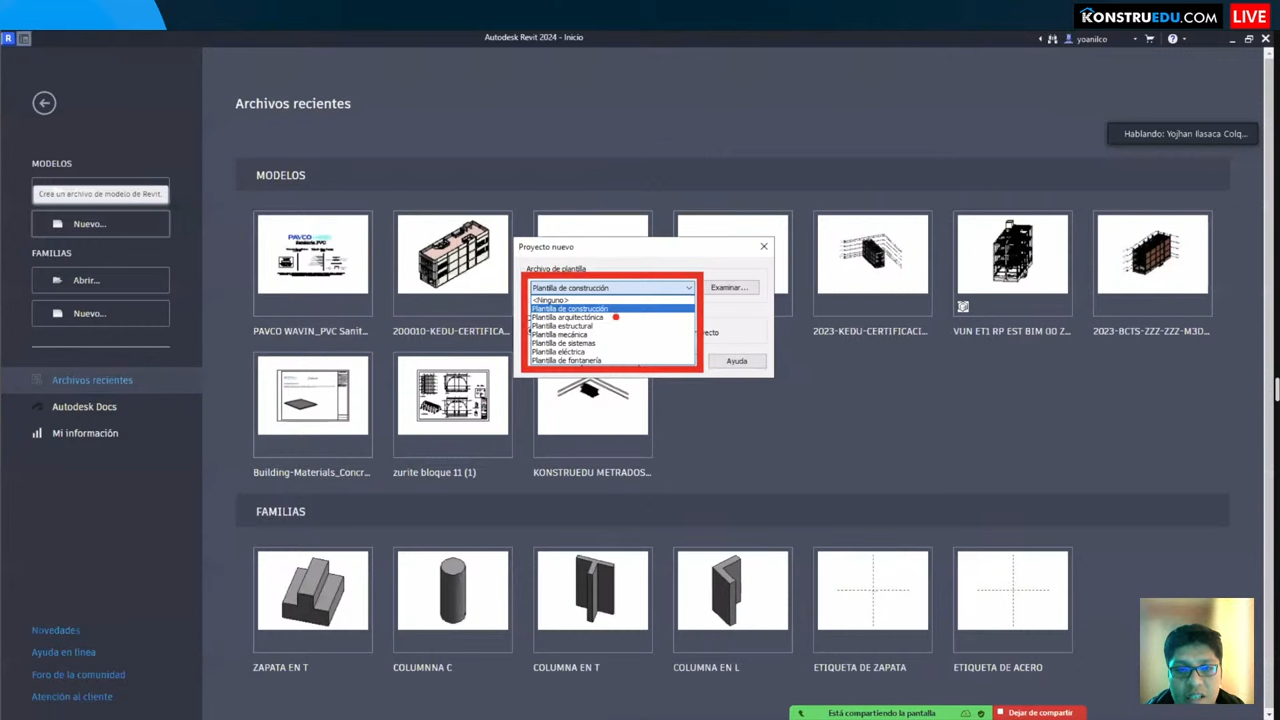 KONSTRUEDU.COM LIVE
R Autodesk Revit 2024 - Inicio yoanilco
Archivos recientes
Hablando: Yojhan Ilasaca Colq...
MODELOS
MODELOS
Crea un archivo de modelo de Revit.
Nuevo...
FAMILIAS
Abrir...
Nuevo...
Archivos recientes
Autodesk Docs
Mi información
Proyecto nuevo
Archivo de plantilla
Plantilla de construcción
Examinar...
<Ninguno>
Plantilla de construcción
Plantilla arquitectónica
Plantilla estructural
Plantilla mecánica
Plantilla de sistemas
Plantilla eléctrica
Plantilla de fontanería
Ayuda
PAVCO WAVIN_PVC Sanit...
200010-KEDU-CERTIFICA...
2023-KEDU-CERTIFICACI...
VUN ET1 RP EST BIM 00 Z...
2023-BCTS-ZZZ-ZZZ-M3D...
Building-Materials_Concr...
zurite bloque 11 (1)
KONSTRUEDU METRADOS...
FAMILIAS
ZAPATA EN T
COLUMNNA C
COLUMN EN T
COLUMN EN L
ETIQUETA DE ZAPATA
ETIQUETA DE ACERO
Novedades
Ayuda en línea
Foro de la comunidad
Atención al cliente
Está compartiendo la pantalla
Dejar de compartir